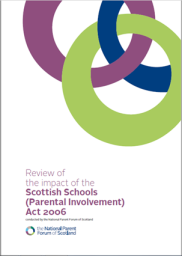 Review of
the impact of the
Scottish Schools
(Parental Involvement)
Act 2006
conducted by the National Parent Forum of Scotland
the National Parent
Forum of Scotland